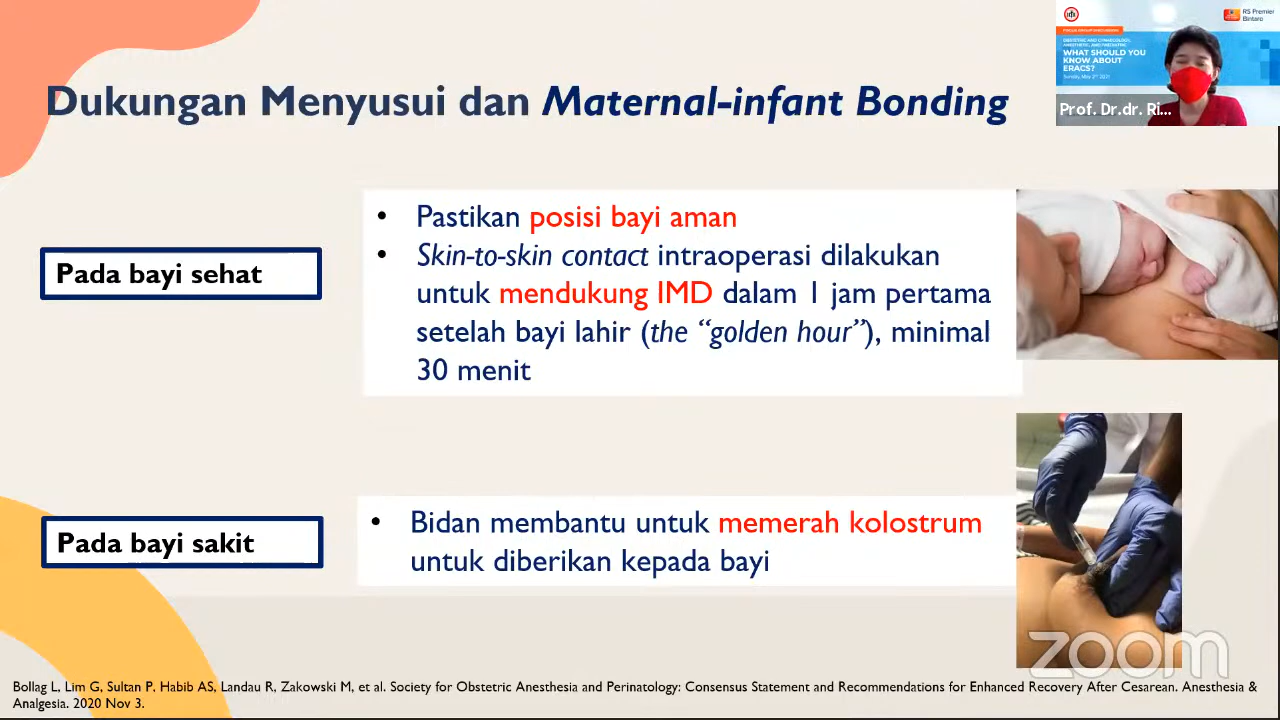 Dukungan Menyusui dan Maternal-infant Bonding
RS Premier
Bintaro
OBSTETRIC AND GYNAECOLOGY,
ANESTHETIC, AND PAEDIATRIC
WHAT SHOULD YOU
KNOW ABOUT
ERACS?
Prof. Dr.dr. Ri...
Pada bayi sehat
• Pastikan posisi bayi aman
• Skin-to-skin contact intraoperasi dilakukan
untuk mendukung IMD dalam 1 jam pertama
setelah bayi lahir (the “golden hour”), minimal
30 menit
Pada bayi sakit
• Bidan membantu untuk memerah kolostrum
untuk diberikan kepada bayi
zoom
Bollag L, Lim G, Sultan P, Habib AS, Landau R, Zakowski M, et al. Society for Obstetric Anesthesia and Perinatology: Consensus Statement and Recommendations for Enhanced Recovery After Cesarean. Anesthesia &
Analgesia. 2020 Nov 3.